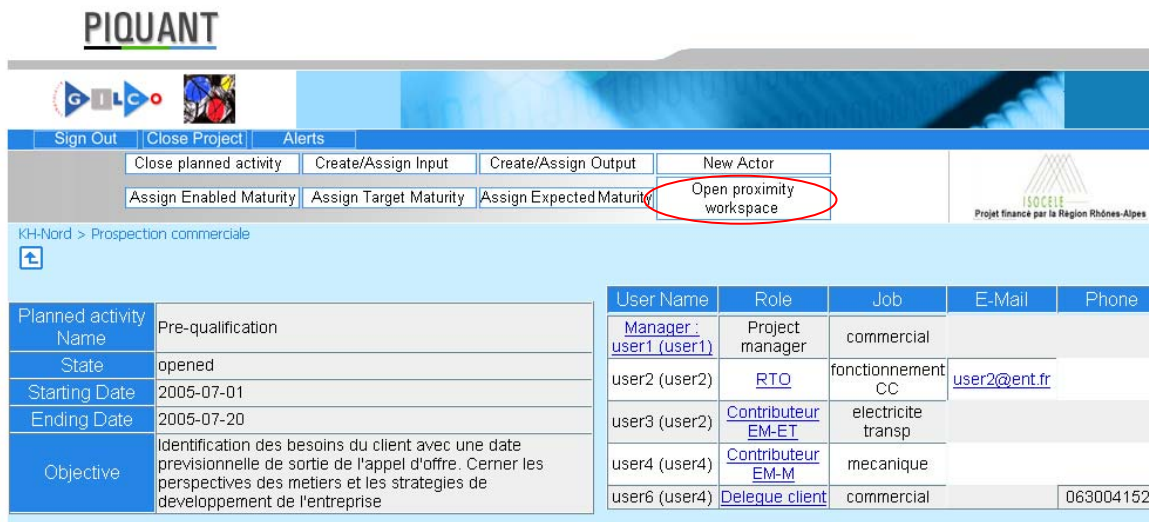 PIQUANT
GILCO
Sign Out Close Project Alerts
Close planned activity Create/Assign Input Create/Assign Output New Actor
Assign Enabled Maturity Assign Target Maturity Assign Expected Maturity Open proximity workspace
ISOCELE
Projet financé par la Région Rhônes-Alpes
KH-Nord > Prospection commerciale
Planned activity Name Pre-qualification
State opened
Starting Date 2005-07-01
Ending Date 2005-07-20
Objective Identification des besoins du client avec une date
previsionnelle de sortie de l'appel d'offre. Cerner les
perspectives des metiers et les strategies de
developpement de l'entreprise
User Name Role Job E-Mail Phone
Manager : user1 (user1) Project manager commercial
user2 (user2) RTO fonctionnement CC user2@ent.fr
user3 (user2) Contributeur EM-ET electricite transp
user4 (user4) Contributeur EM-M mecanique
user6 (user4) Delegue client commercial 063004152